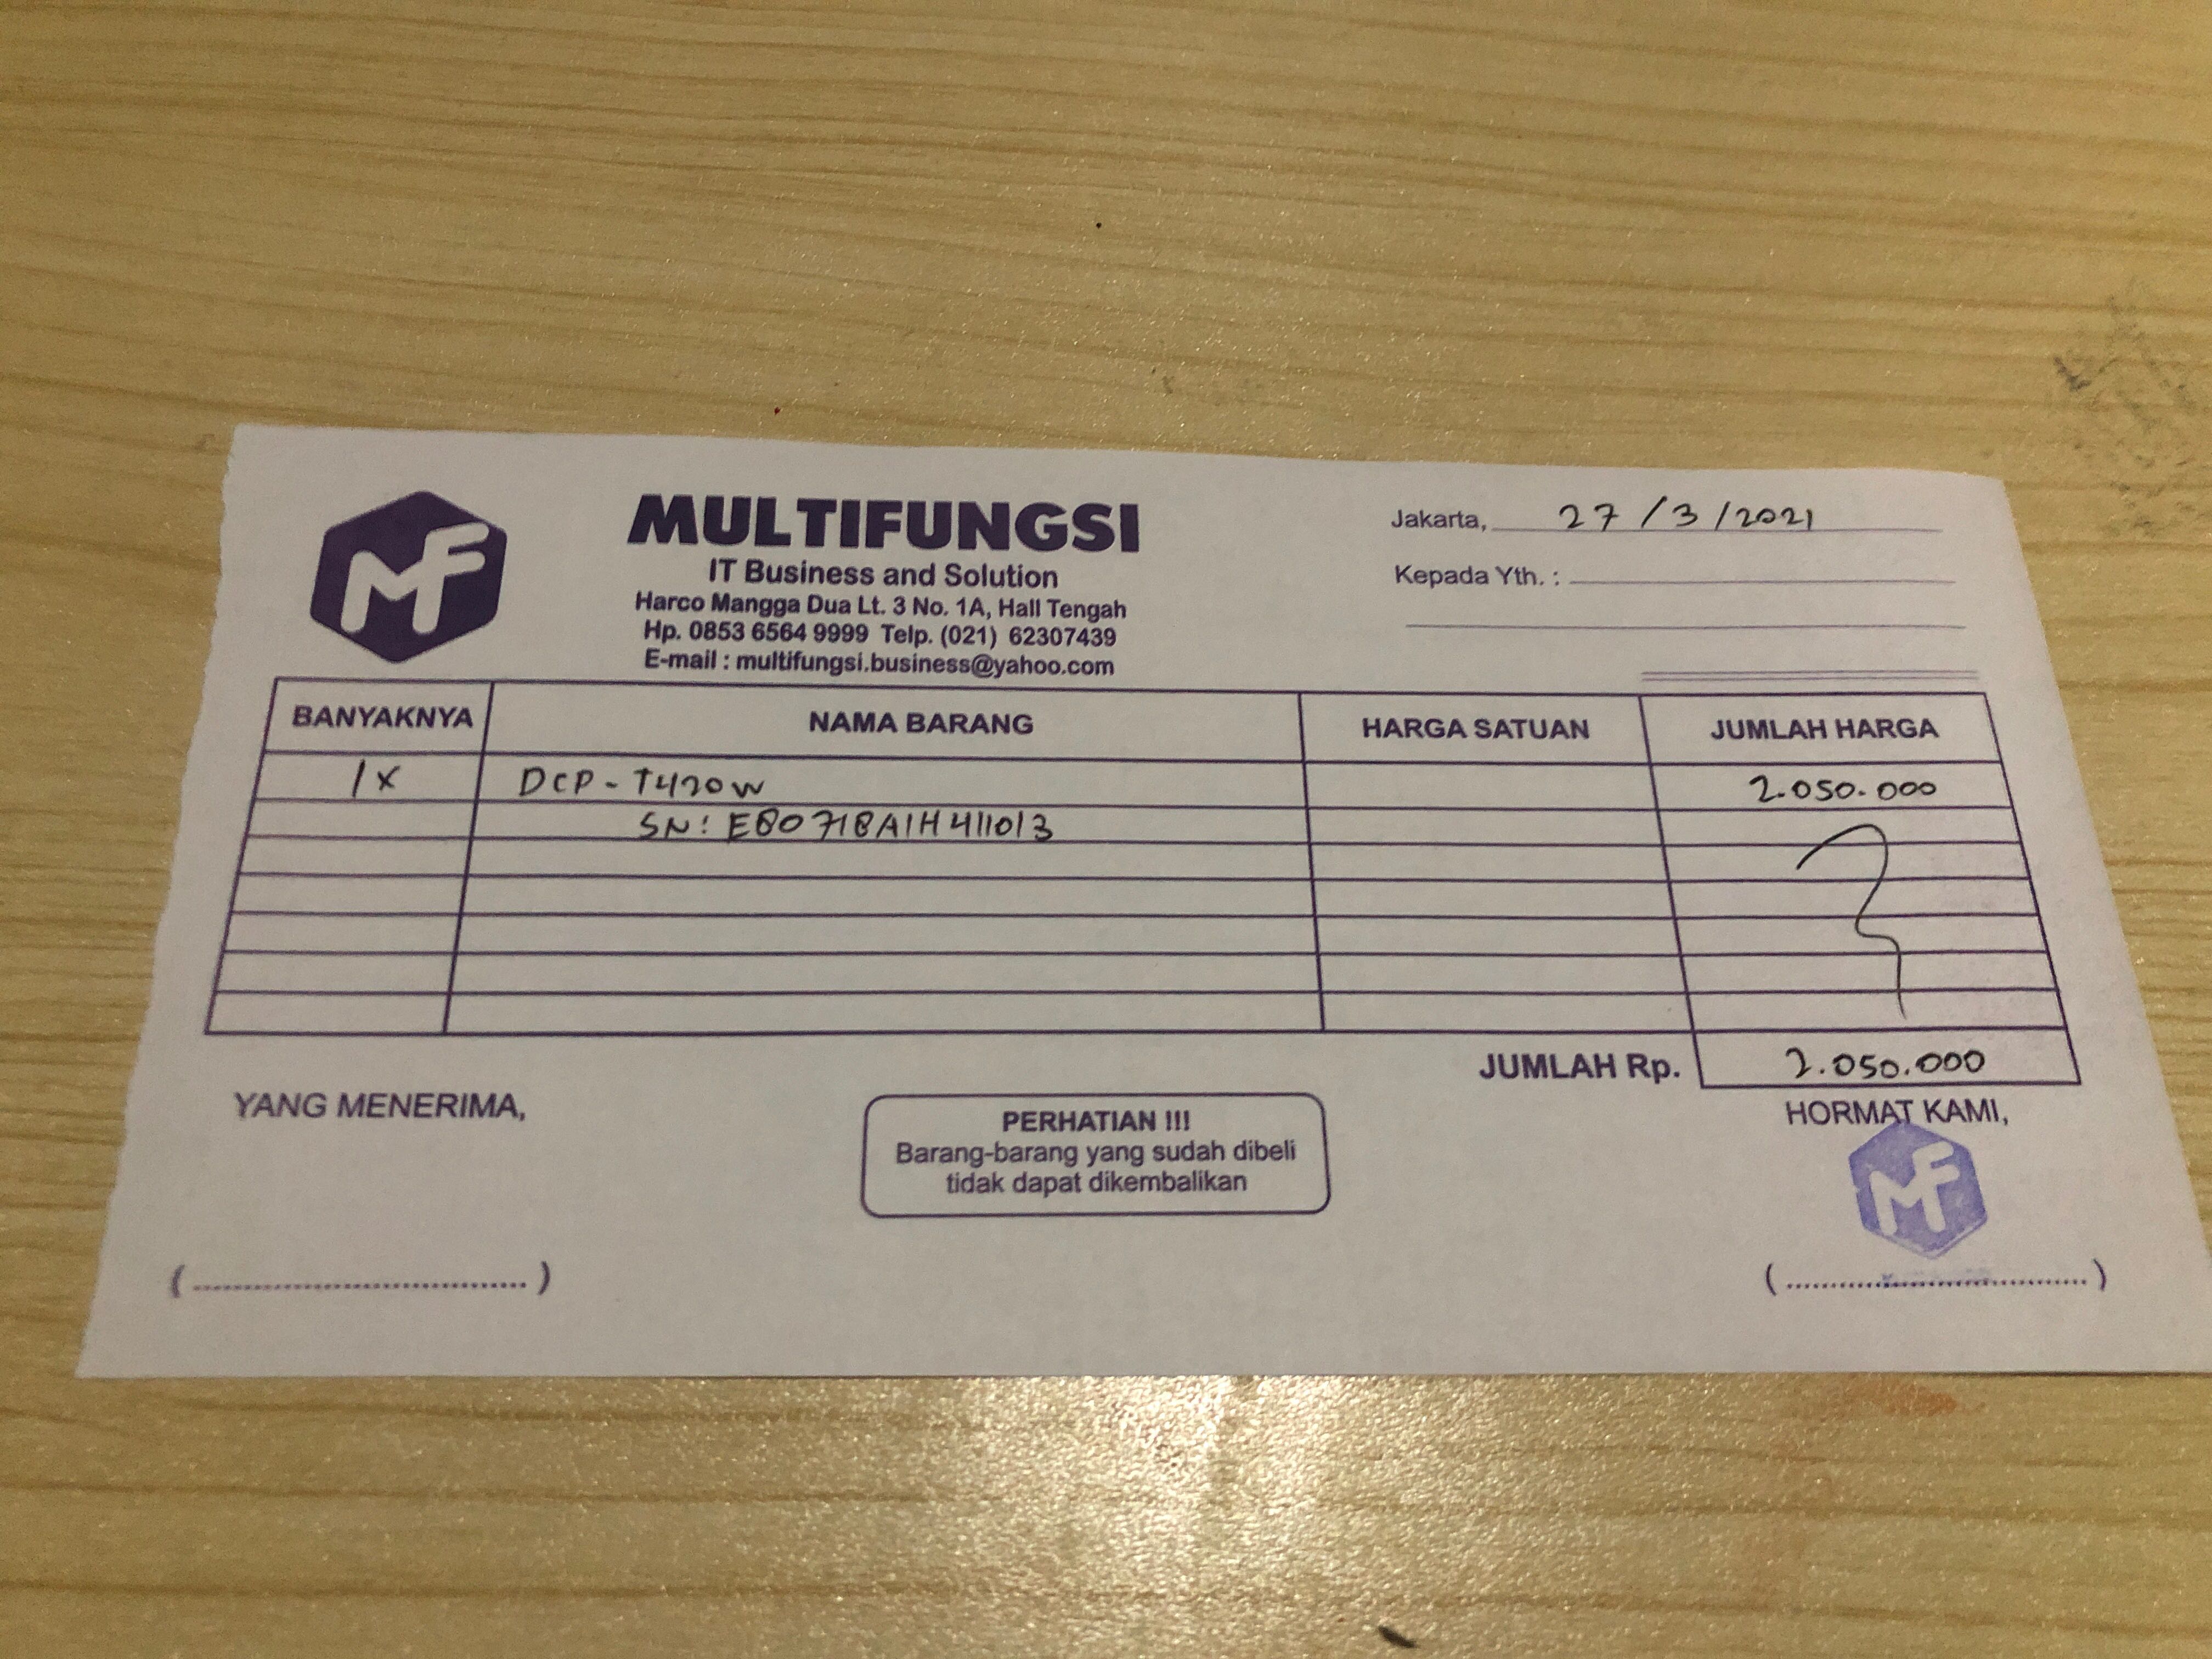 MF
MULTIFUNGSI
IT Business and Solution
Harco Mangga Dua Lt. 3 No. 1A, Hall Tengah
Hp. 0853 6564 9999 Telp. (021) 62307439
E-mail : multifungsi.business@yahoo.com
Jakarta, 27/3/2021
Kepada Yth. :
BANYAKNYA NAMA BARANG HARGA SATUAN JUMLAH HARGA
1x DCP-T420W 2.050.000
SN:
JUMLAH Rp. 2.050.000
YANG MENERIMA,
PERHATIAN !!!
Barang-barang yang sudah dibeli
tidak dapat dikembalikan
HORMAT KAMI,
MF
(..............................)
(..............................)